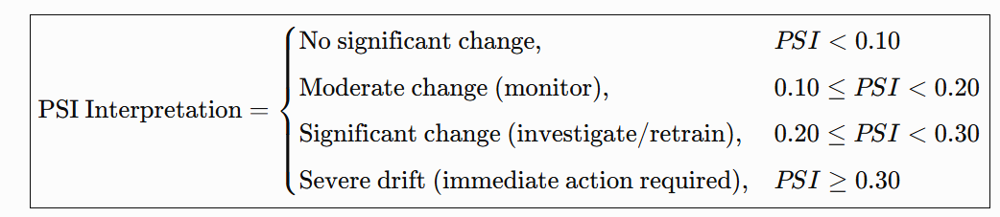 No significant change, PSI < 0.10
Moderate change (monitor), 0.10 ≤ PSI < 0.20
PSI Interpretation =
Significant change (investigate/retrain), 0.20 ≤ PSI < 0.30
Severe drift (immediate action required), PSI ≥ 0.30